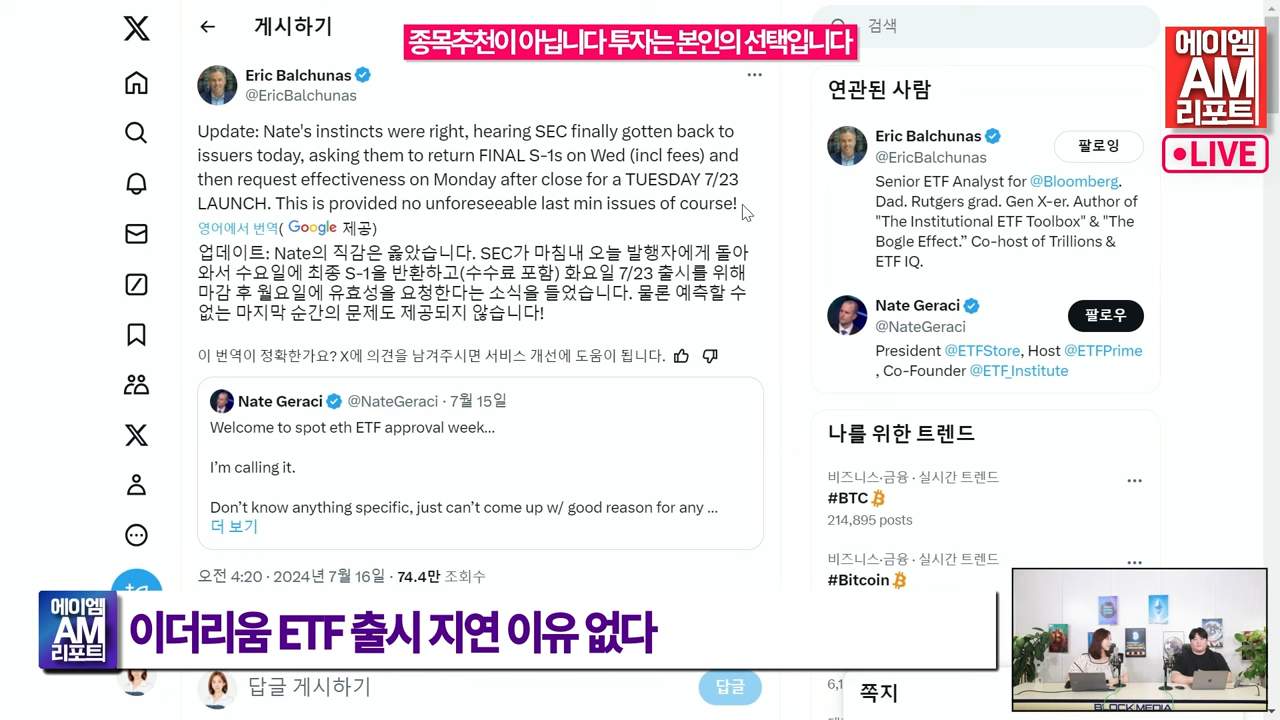 게시하기
종목추천이 아닙니다 투자는 본인의 선택입니다
검색
에이엠
AM
리포트
LIVE
Eric Balchunas
@EricBalchunas
Update: Nate's instincts were right, hearing SEC finally gotten back to
issuers today, asking them to return FINAL S-1s on Wed (incl fees) and
then request effectiveness on Monday after close for a TUESDAY 7/23
LAUNCH. This is provided no unforeseeable last min issues of course!
영어에서 번역( Google 제공)
업데이트: Nate의 직감은 옳았습니다. SEC가 마침내 오늘 발행자에게 돌아
와서 수요일에 최종 S-1을 반환하고(수수료 포함) 화요일 7/23 출시를 위해
마감 후 월요일에 유효성을 요청한다는 소식을 들었습니다. 물론 예측할 수
없는 마지막 순간의 문제도 제공되지 않습니다!
이 번역이 정확한가요? X에 의견을 남겨주시면 서비스 개선에 도움이 됩니다.
Nate Geraci @NateGeraci · 7월 15일
Welcome to spot eth ETF approval week...
I'm calling it.
Don't know anything specific, just can't come up w/ good reason for any ...
더 보기
오전 4:20 · 2024년 7월 16일 · 74.4만 조회수
연관된 사람
Eric Balchunas
@EricBalchunas
팔로잉
Senior ETF Analyst for @Bloomberg.
Dad. Rutgers grad. Gen X-er. Author of
"The Institutional ETF Toolbox" & "The
Bogle Effect." Co-host of Trillions &
ETF IQ.
Nate Geraci
@NateGeraci
팔로우
President @ETFStore, Host @ETFPrime
, Co-Founder @ETF_Institute
나를 위한 트렌드
비즈니스·금융 · 실시간 트렌드
#BTC
214,895 posts
비즈니스·금융 · 실시간 트렌드
#Bitcoin
에이엠
AM
리포트
이더리움 ETF 출시 지연 이유 없다
답글 게시하기
답글
쪽지
BLOCKMEDIA